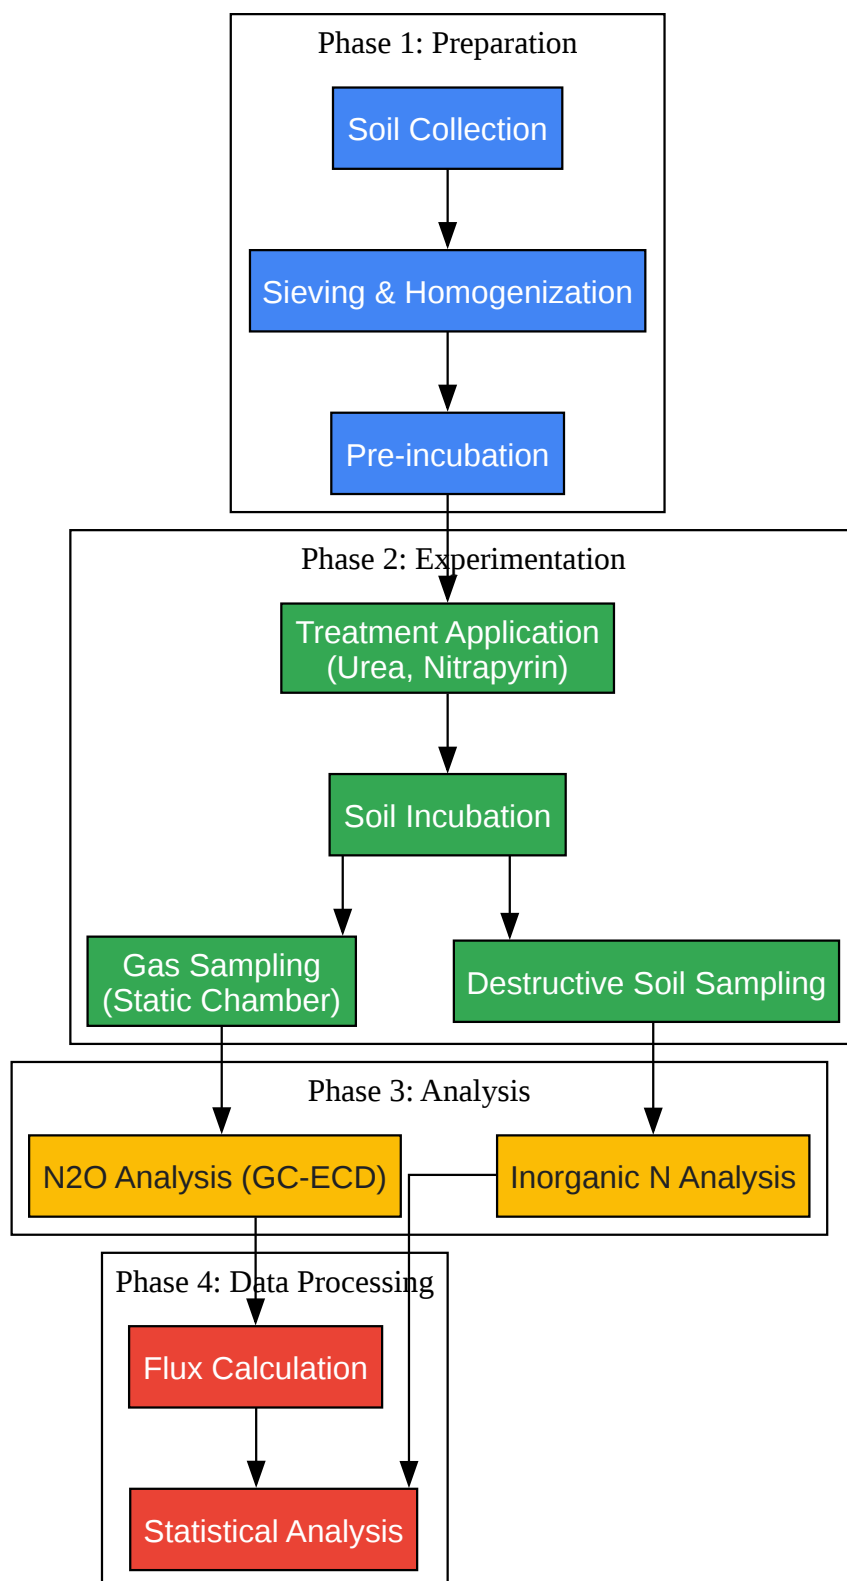 Phase 1: Preparation
Soil Collection
Sieving & Homogenization
Pre-incubation
Phase 2: Experimentation
Treatment Application
(Urea, Nitrapyrin)
Soil Incubation
Gas Sampling
(Static Chamber)
Destructive Soil Sampling
Phase 3: Analysis
N2O Analysis (GC-ECD)
Inorganic N Analysis
Phase 4: Data Processing
Flux Calculation
Statistical Analysis